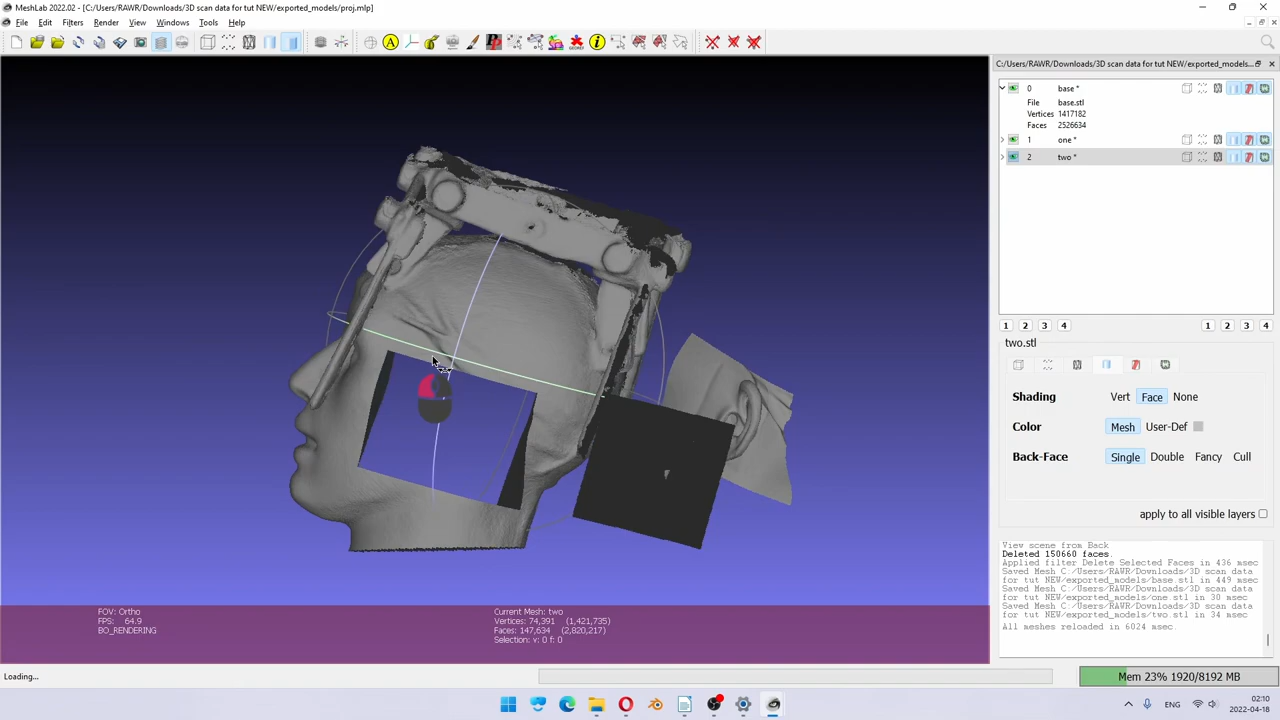 MeshLab 2022.02 - [C:/Users/RAWR/Downloads/3D scan data for tut NEW/exported_models/proj.mlp]
File Edit Filters Render View Windows Tools Help
C:/Users/RAWR/Downloads/3D scan data for tut NEW/exported_models...
0 base *
File base.stl
Vertices 1417182
Faces 2526634
1 one *
2 two *
1 2 3 4 1 2 3 4
two.stl
Shading Vert Face None
Color Mesh User-Def
Back-Face Single Double Fancy Cull
apply to all visible layers
View scene from Back
Deleted 150660 faces.
Applied filter Delete Selected Faces in 436 msec
Saved Mesh C:/Users/RAWR/Downloads/3D scan data
for tut NEW/exported_models/base.stl in 449 msec
Saved Mesh C:/Users/RAWR/Downloads/3D scan data
for tut NEW/exported_models/one.stl in 30 msec
Saved Mesh C:/Users/RAWR/Downloads/3D scan data
for tut NEW/exported_models/two.stl in 34 msec
All meshes reloaded in 6024 msec
FOV: Ortho
FPS: 64.9
BO_RENDERING
Current Mesh: two
Vertices: 74,391 (1,421,735)
Faces: 147,634 (2,820,217)
Selection: v: 0 f: 0
Loading...
Mem 23% 1920/8192 MB
ENG
02:10
2022-04-18